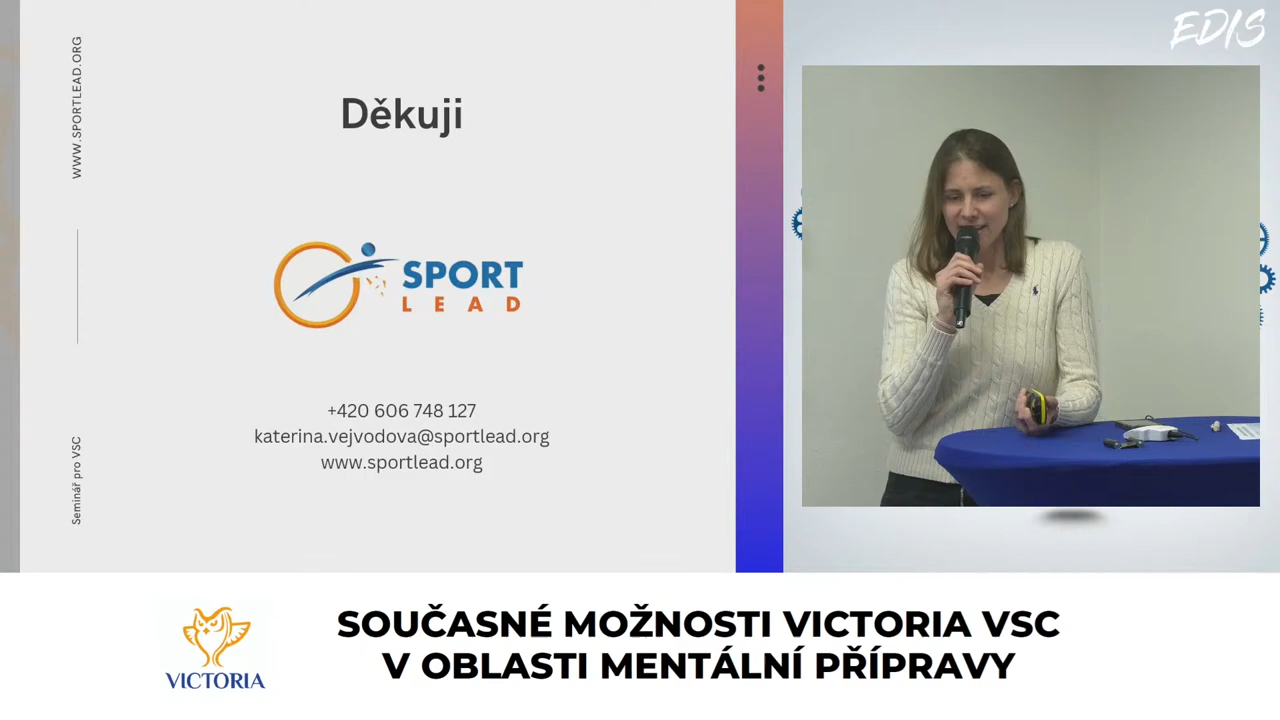 WWW.SPORTLEAD.ORG
Seminář pro VSC
Děkuji
SPORT
LEAD
+420 606 748 127
katerina.vejvodova@sportlead.org
www.sportlead.org
EDIS
VICTORIA
SOUČASNÉ MOŽNOSTI VICTORIA VSC
V OBLASTI MENTÁLNÍ PŘÍPRAVY